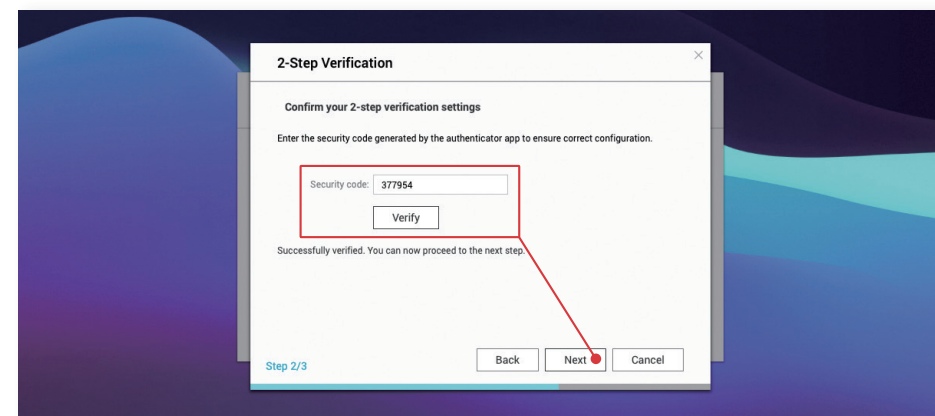 2-Step Verification
Confirm your 2-step verification settings
Enter the security code generated by the authenticator app to ensure correct configuration.
Security code: 377954
Verify
Successfully verified. You can now proceed to the next step.
Step 2/3 Back Next Cancel